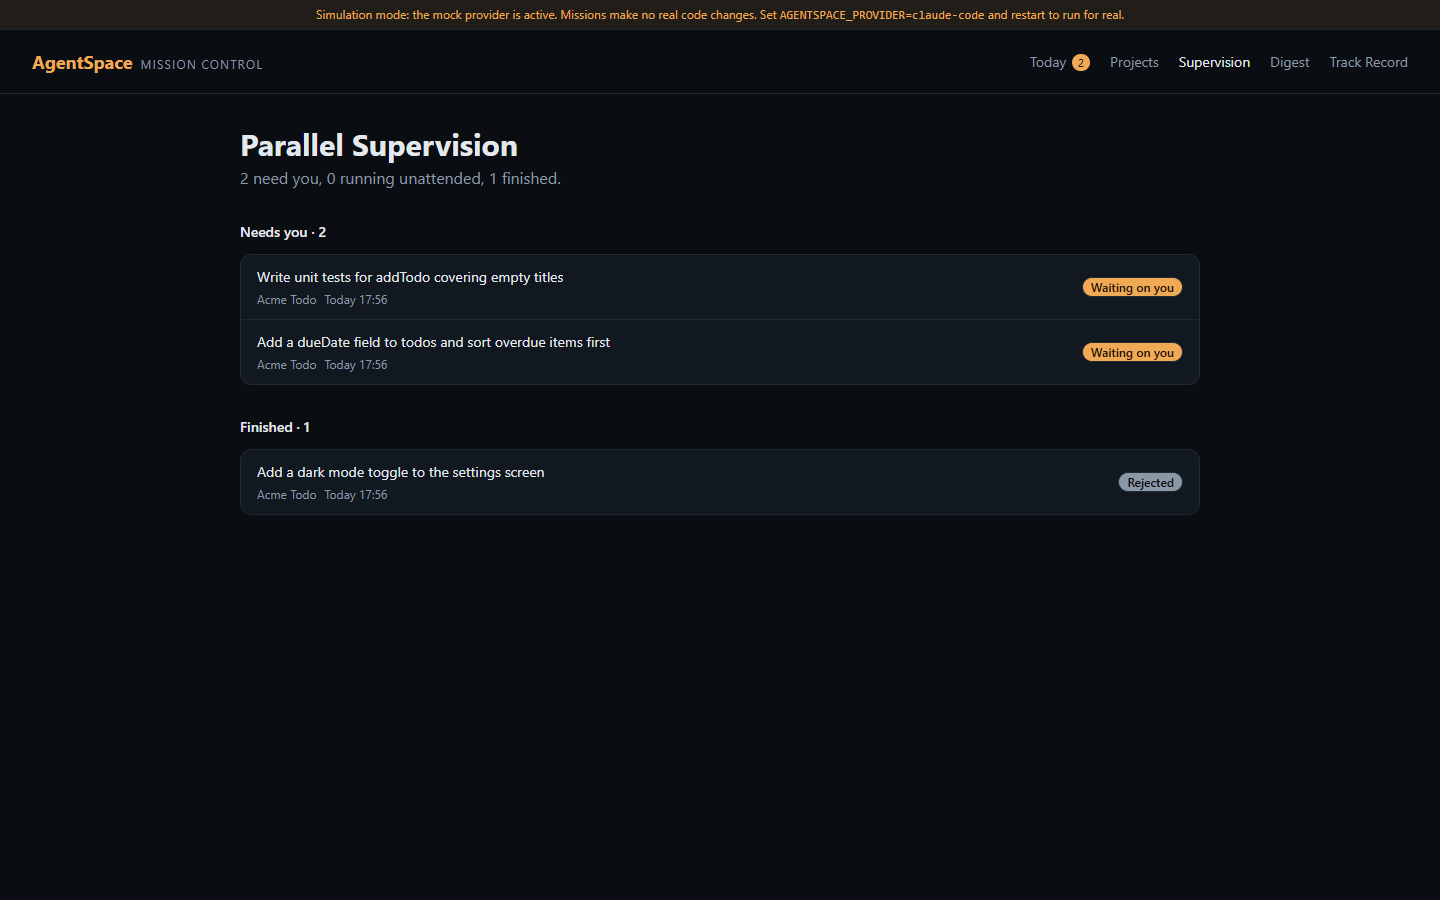 Simulation mode: the mock provider is active. Missions make no real code changes. Set AGENTSPACE_PROVIDER=claude-code and restart to run for real.
AgentSpace MISSION CONTROL
Today 2 Projects Supervision Digest Track Record
Parallel Supervision
2 need you, 0 running unattended, 1 finished.
Needs you · 2
Write unit tests for addTodo covering empty titles
Acme Todo Today 17:56
Waiting on you
Add a dueDate field to todos and sort overdue items first
Acme Todo Today 17:56
Waiting on you
Finished · 1
Add a dark mode toggle to the settings screen
Acme Todo Today 17:56
Rejected